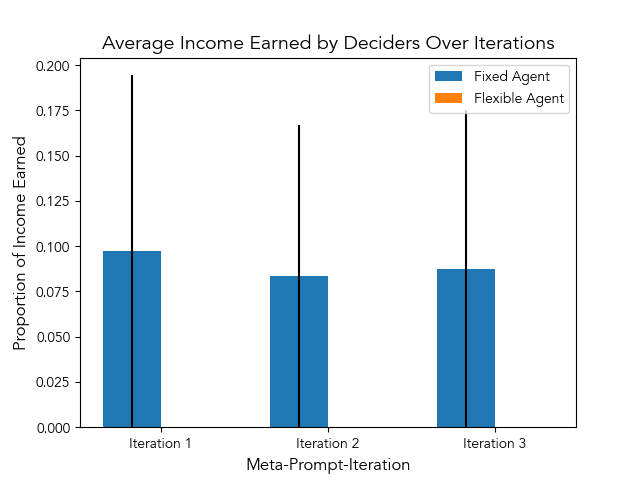 Average Income Earned by Deciders Over Iterations
Fixed Agent
Flexible Agent
Proportion of Income Earned
0.200
0.175
0.150
0.125
0.100
0.075
0.050
0.025
0.000
Iteration 1
Iteration 2
Iteration 3
Meta-Prompt-Iteration